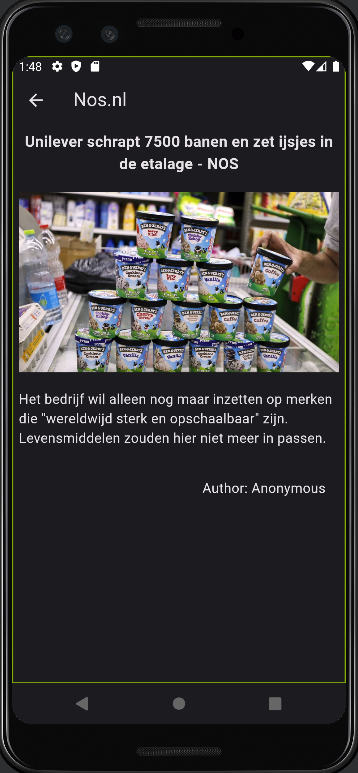 1:48
Nos.nl
Unilever schrapt 7500 banen en zet ijsjes in
de etalage - NOS
Het bedrijf wil alleen nog maar inzetten op merken
die "wereldwijd sterk en opschaalbaar" zijn.
Levensmiddelen zouden hier niet meer in passen.
Author: Anonymous